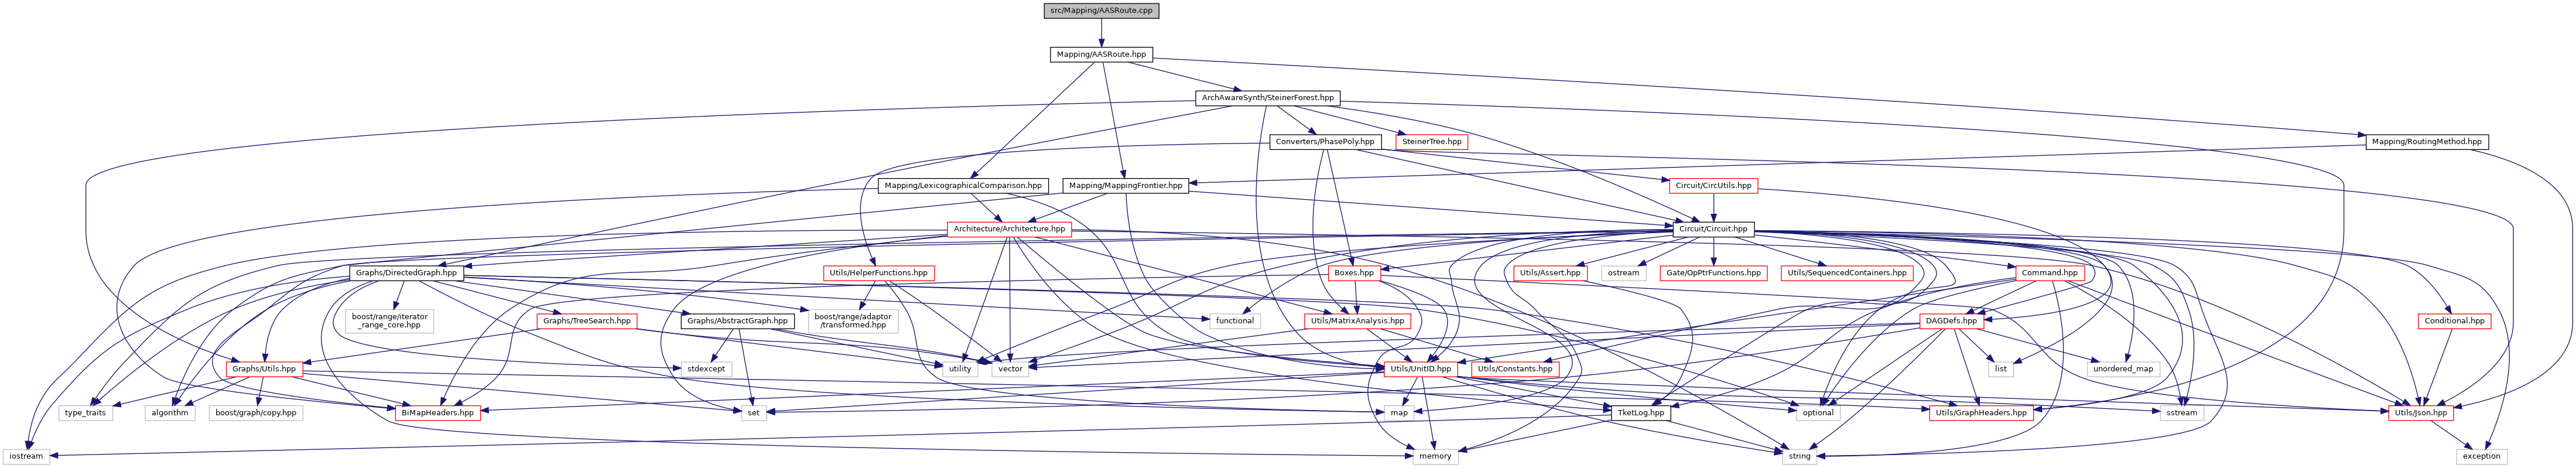 src/Mapping/AASRoute.cpp
Mapping/AASRoute.hpp
ArchAwareSynth/SteinerForest.hpp
Converters/PhasePoly.hpp
SteinerTree.hpp
Mapping/RoutingMethod.hpp
Mapping/LexicographicalComparison.hpp
Mapping/MappingFrontier.hpp
Circuit/CircUtils.hpp
Architecture/Architecture.hpp
Circuit/Circuit.hpp
Graphs/DirectedGraph.hpp
Utils/HelperFunctions.hpp
Boxes.hpp
Utils/Assert.hpp
ostream
Gate/OpPtrFunctions.hpp
Utils/SequencedContainers.hpp
Command.hpp
boost/range/iterator
_range_core.hpp
Graphs/TreeSearch.hpp
Graphs/AbstractGraph.hpp
boost/range/adaptor
/transformed.hpp
functional
Utils/MatrixAnalysis.hpp
DAGDefs.hpp
Conditional.hpp
Graphs/Utils.hpp
stdexcept
utility
vector
Utils/UnitID.hpp
Utils/Constants.hpp
list
unordered_map
type_traits
algorithm
boost/graph/copy.hpp
BiMapHeaders.hpp
set
map
TketLog.hpp
optional
Utils/GraphHeaders.hpp
sstream
Utils/Json.hpp
iostream
memory
string
exception